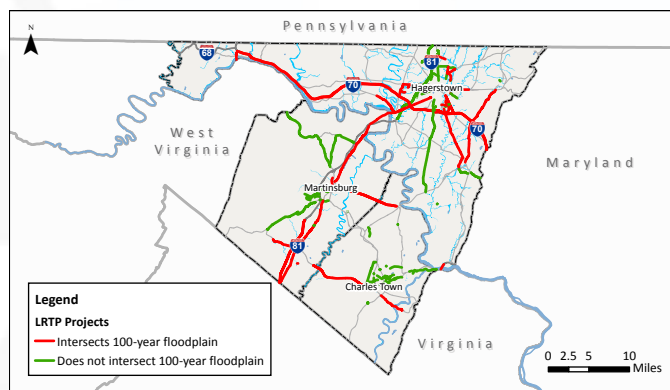 Pennsylvania
N
68
81
70
Hagerstown
West
Virginia
70
Maryland
Martinsburg
81
Charles Town
Legend
LRTP Projects
Intersects 100-year floodplain
Does not intersect 100-year floodplain
Virginia
0 2.5 5 10
Miles